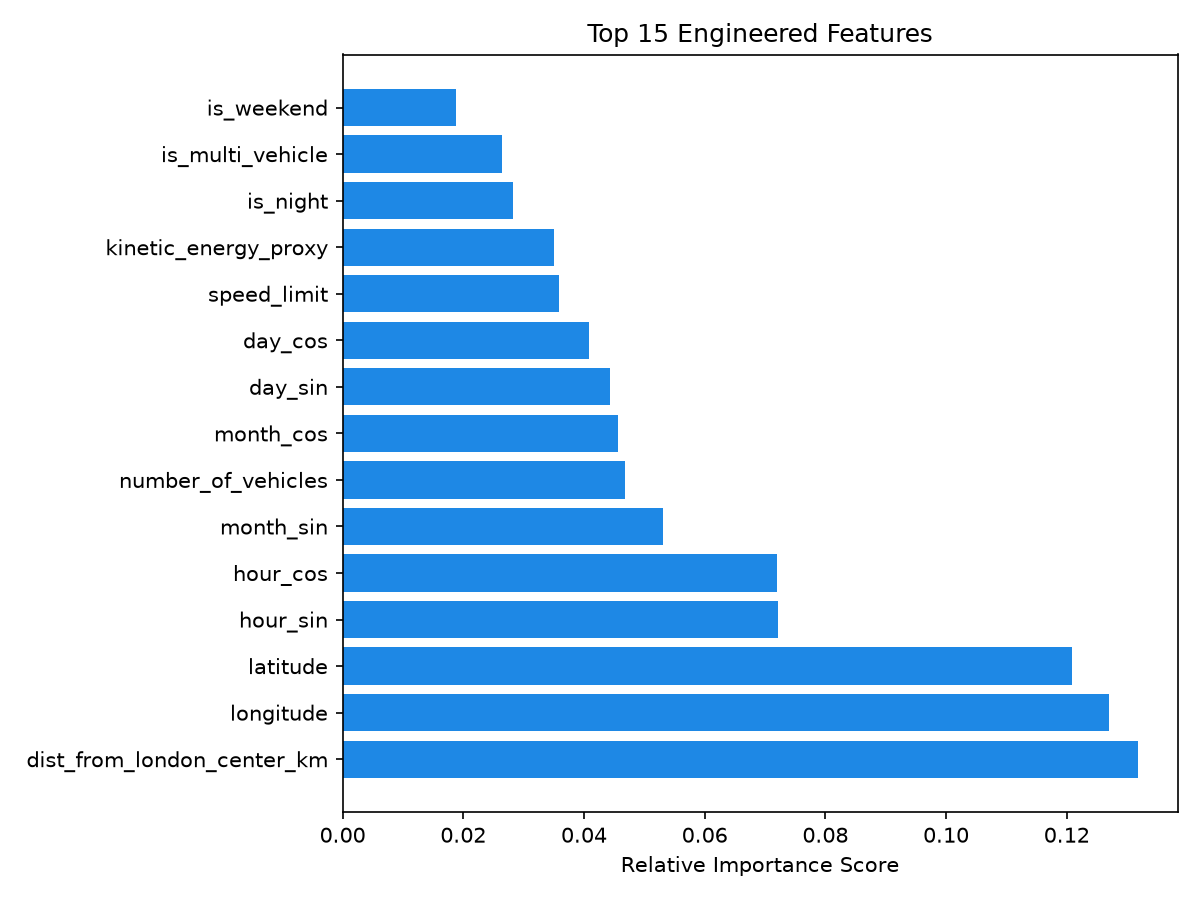 Top 15 Engineered Features
is_weekend
is_multi_vehicle
is_night
kinetic_energy_proxy
speed_limit
day_cos
day_sin
month_cos
number_of_vehicles
month_sin
hour_cos
hour_sin
latitude
longitude
dist_from_london_center_km
0.00 0.02 0.04 0.06 0.08 0.10 0.12
Relative Importance Score